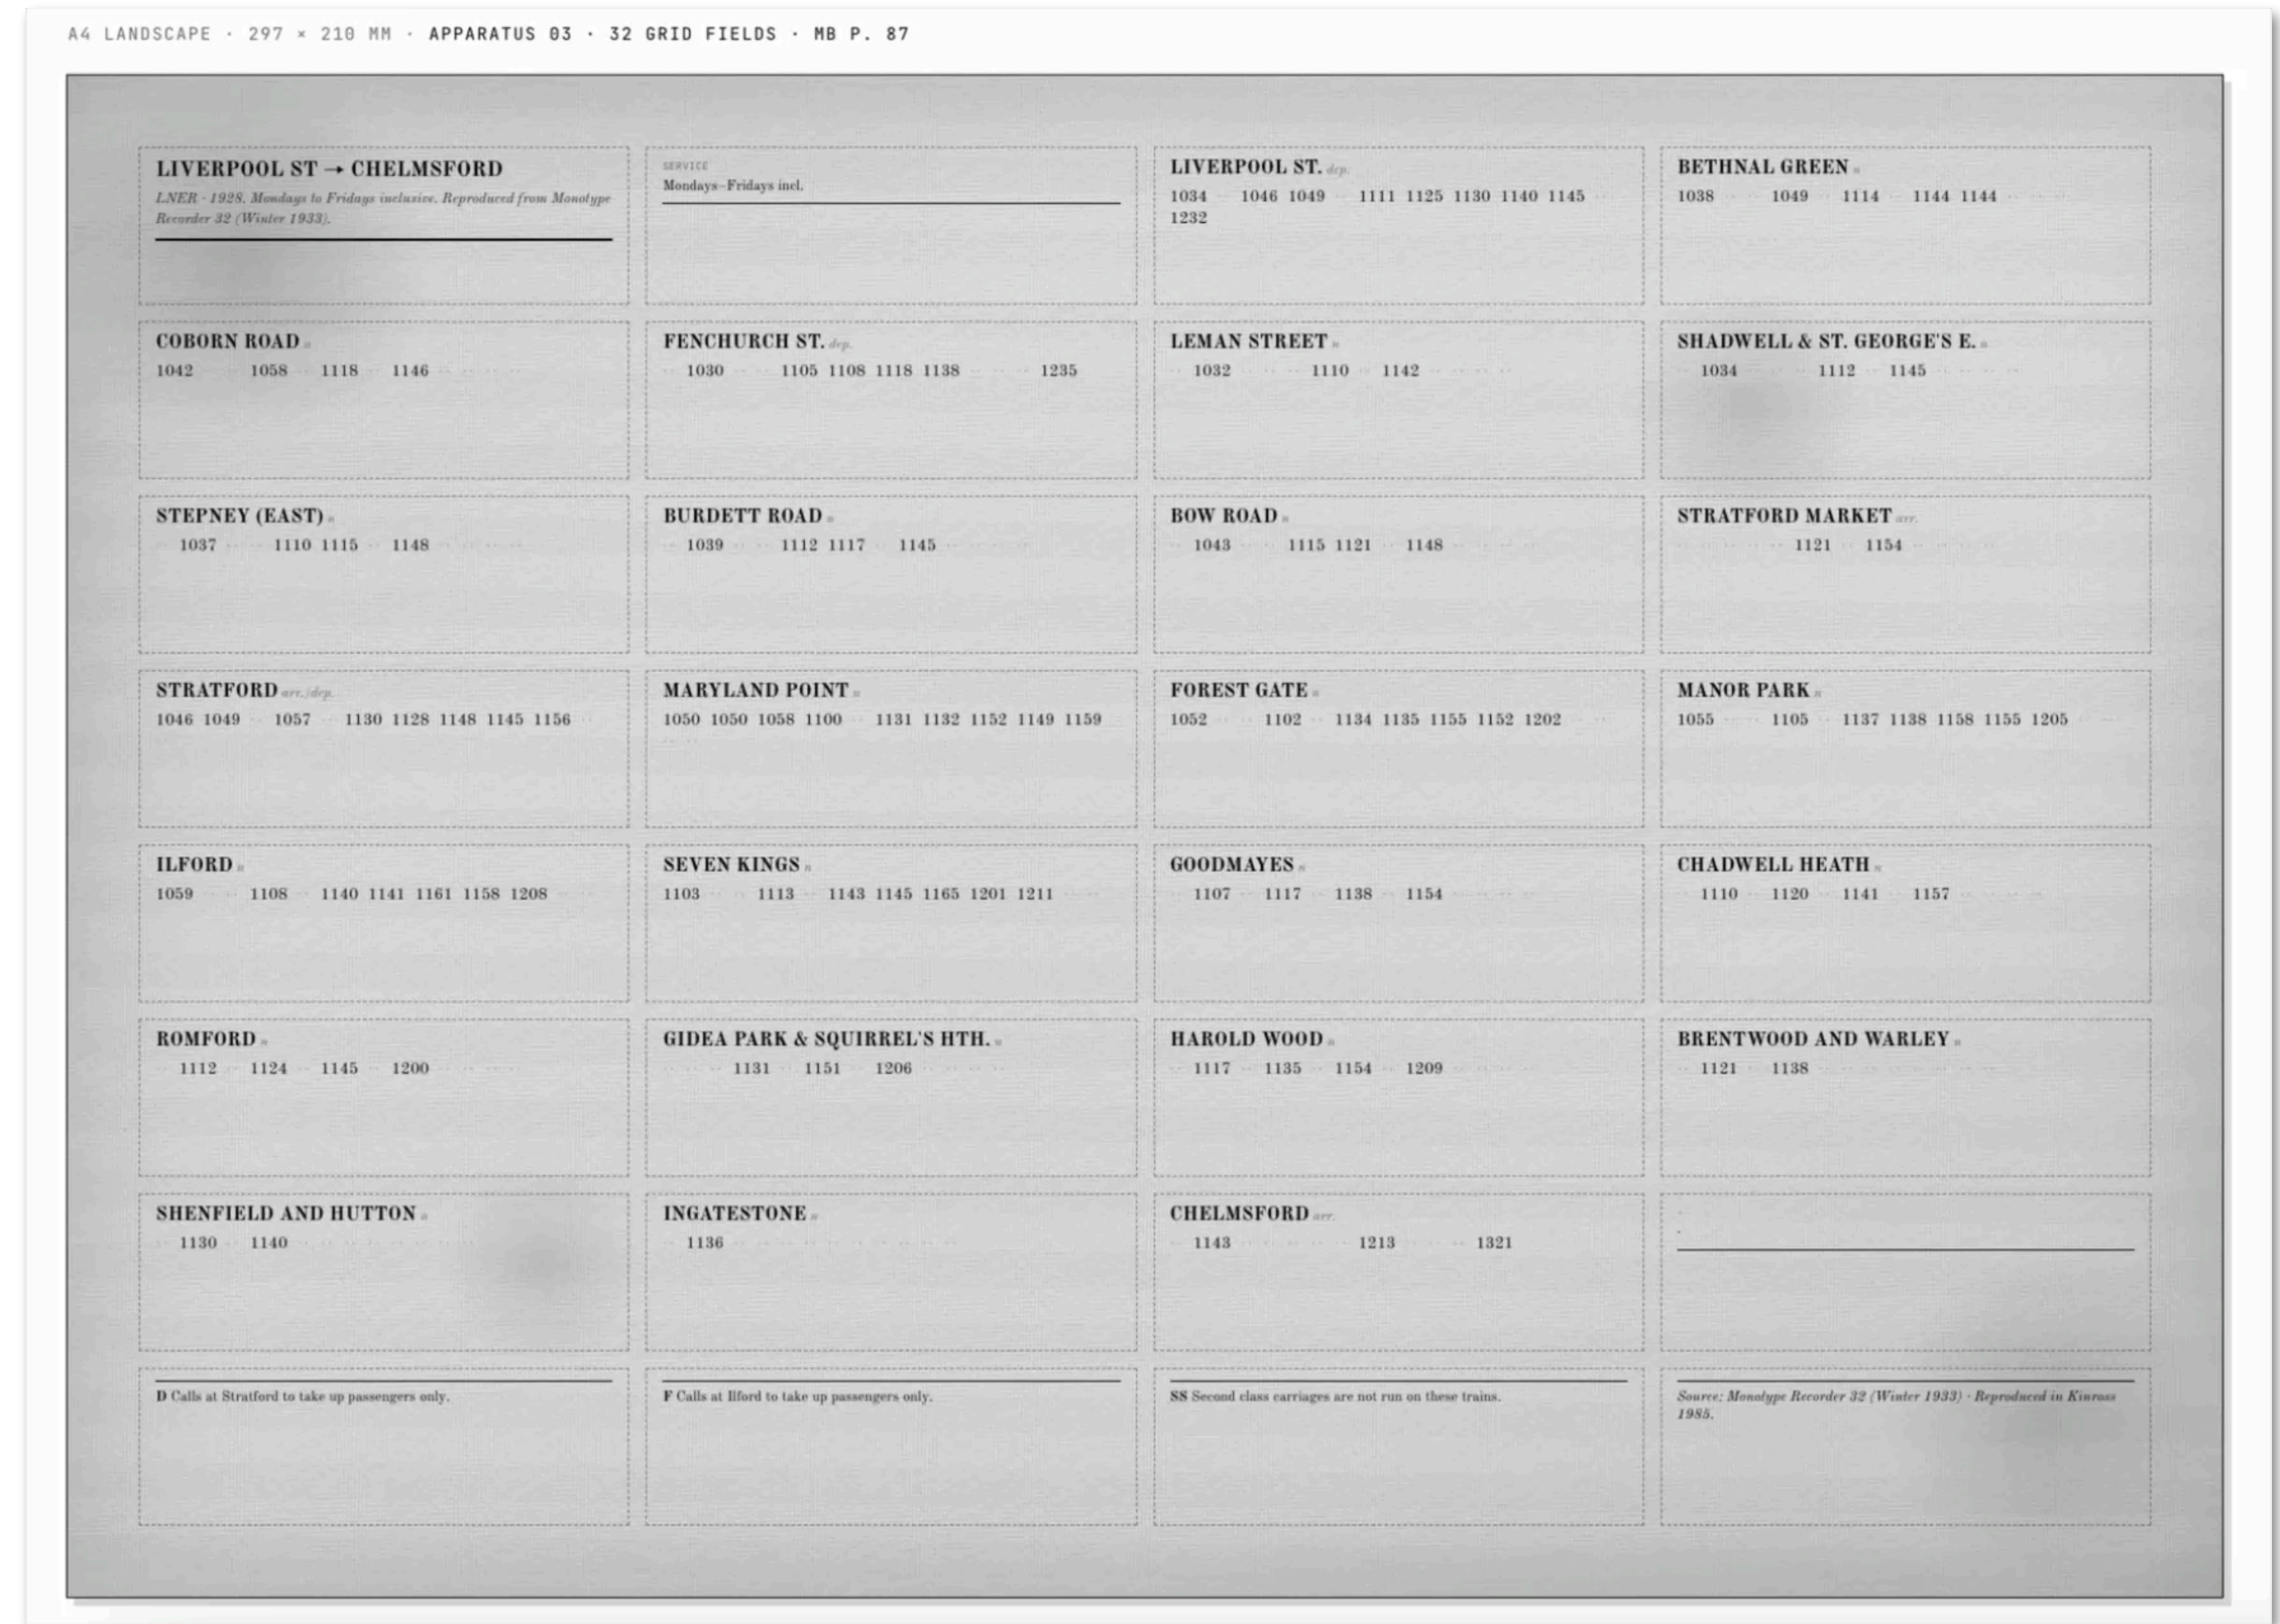 A4 LANDSCAPE · 297 × 210 MM · APPARATUS 03 · 32 GRID FIELDS · MB P. 87
LIVERPOOL ST → CHELMSFORD
LNER · 1928. Mondays to Fridays inclusive. Reproduced from Monotype
Recorder 32 (Winter 1933).
SERVICE
Mondays–Fridays incl.
LIVERPOOL ST. dep.
1034 ·· 1046 1049 ·· 1111 1125 1130 1140 1145 ··
1232
BETHNAL GREEN
1038 1049 1114 1144 1144
COBORN ROAD
1042 1058 1118 1146
FENCHURCH ST. dep.
1030 1105 1108 1118 1138 1235
LEMAN STREET
1032 1110 1142
SHADWELL & ST. GEORGE'S E.
1034 1112 1145
STEPNEY (EAST)
1037 1110 1115 1148
BURDETT ROAD
1039 1112 1117 1145
BOW ROAD
1043 1115 1121 1148
STRATFORD MARKET arr.
1121 1154
STRATFORD arr./dep.
1046 1049 1057 1130 1128 1148 1145 1156
MARYLAND POINT
1050 1050 1058 1100 1131 1132 1152 1149 1159
FOREST GATE
1052 1102 1134 1135 1155 1152 1202
MANOR PARK
1055 1105 1137 1138 1158 1155 1205
ILFORD
1059 1108 1140 1141 1161 1158 1208
SEVEN KINGS
1103 1113 1143 1145 1165 1201 1211
GOODMAYES
1107 1117 1138 1154
CHADWELL HEATH
1110 1120 1141 1157
ROMFORD
1112 1124 1145 1200
GIDEA PARK & SQUIRREL'S HTH.
1131 1151 1206
HAROLD WOOD
1117 1135 1154 1209
BRENTWOOD AND WARLEY
1121 1138
SHENFIELD AND HUTTON
1130 1140
INGATESTONE
1136
CHELMSFORD arr.
1143 1213 1321
D Calls at Stratford to take up passengers only.
F Calls at Ilford to take up passengers only.
SS Second class carriages are not run on these trains.
Source: Monotype Recorder 32 (Winter 1933) · Reproduced in Kinross
1985.